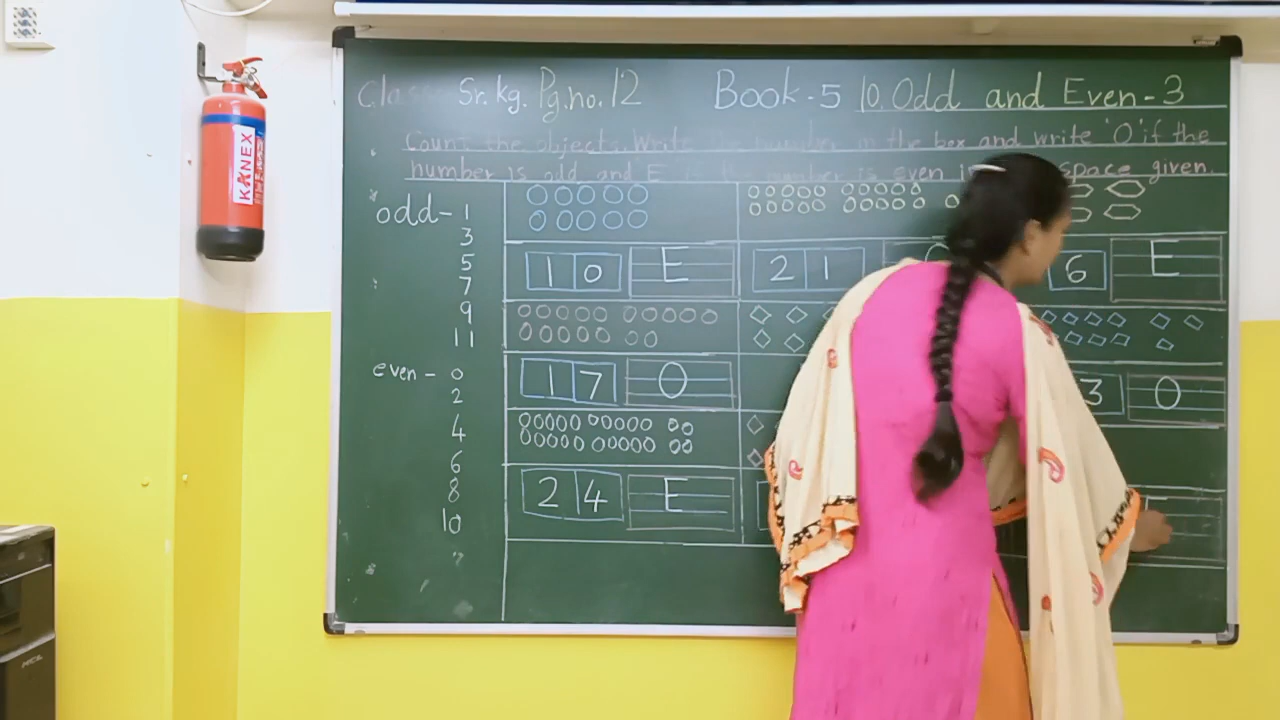 Class Sr. kg. Pg. no. 12 Book - 5 10. Odd and Even - 3
Count the objects. Write the number in the box and write 'O' if the
number is odd and E if the number is even in the space given.
odd - 1
3
5
7
9
11
even - 0
2
4
6
8
10
10 E 21 O 6 E
17 O 3 O
24 E E
KANEX